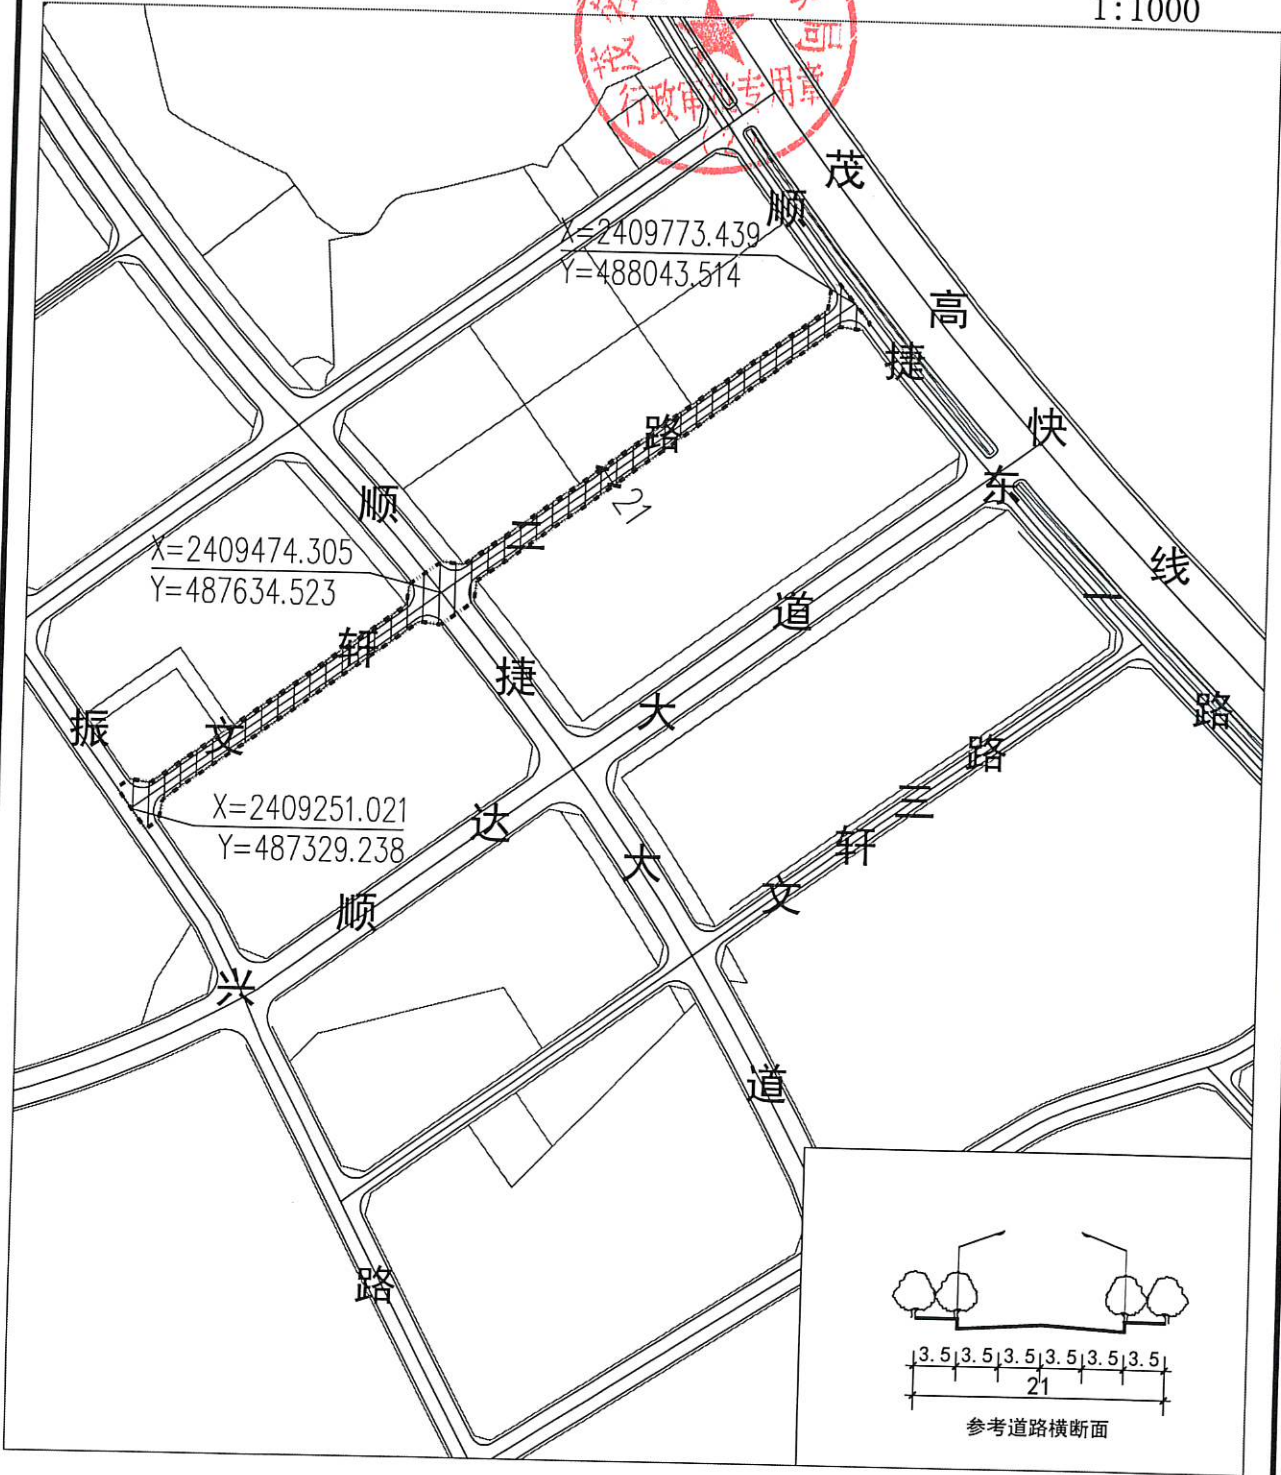 1:1000
行政审批专用章
茂高快线
顺捷东一路
X=2409773.439
Y=488043.514
文轩二路
21
顺捷大道
X=2409474.305
Y=487634.523
振兴路
X=2409251.021
Y=487329.238
顺达大道
文轩三路
3.5 3.5 3.5 3.5 3.5 3.5
21
参考道路横断面